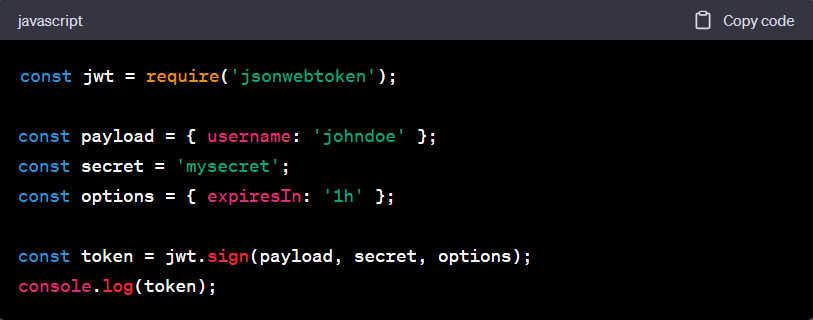 javascript
Copy code
const jwt = require('jsonwebtoken');
const payload = { username: 'johndoe' };
const secret = 'mysecret';
const options = { expiresIn: '1h' };
const token = jwt.sign(payload, secret, options);
console.log(token);